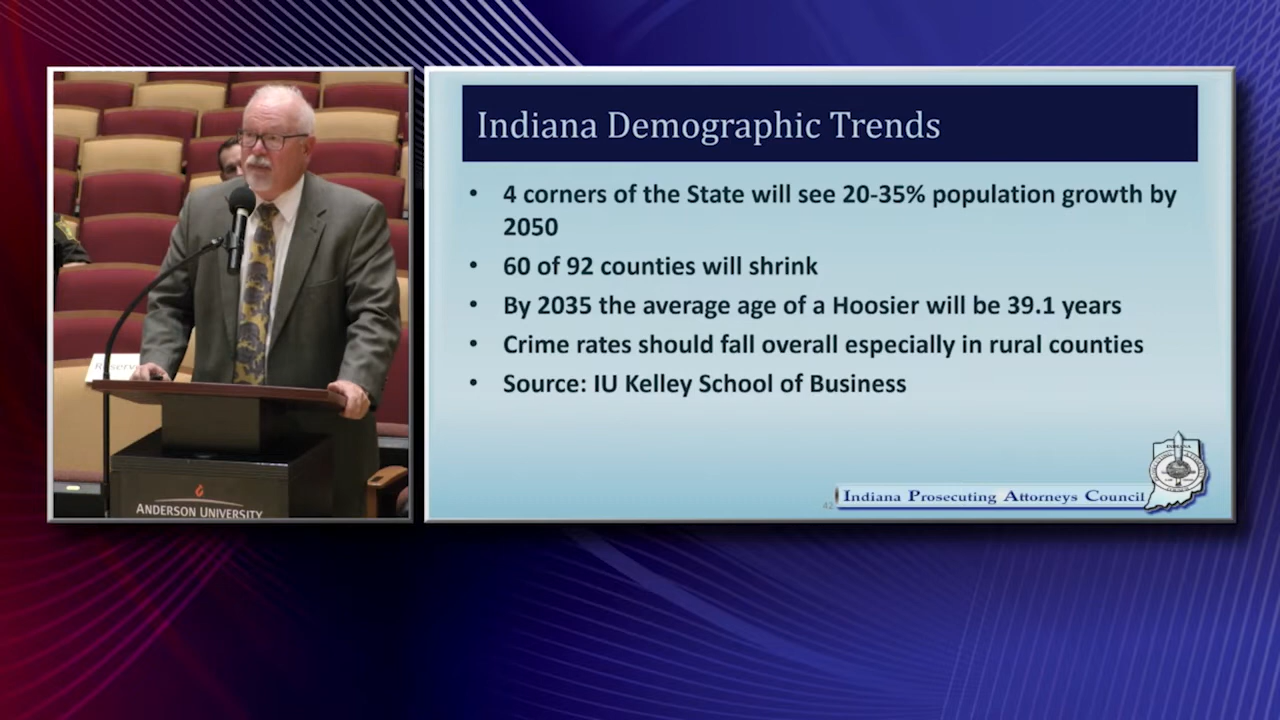 Indiana Demographic Trends
• 4 corners of the State will see 20-35% population growth by
2050
• 60 of 92 counties will shrink
• By 2035 the average age of a Hoosier will be 39.1 years
• Crime rates should fall overall especially in rural counties
• Source: IU Kelley School of Business
42
Indiana Prosecuting Attorneys Council
INDIANA
ANDERSON UNIVERSITY